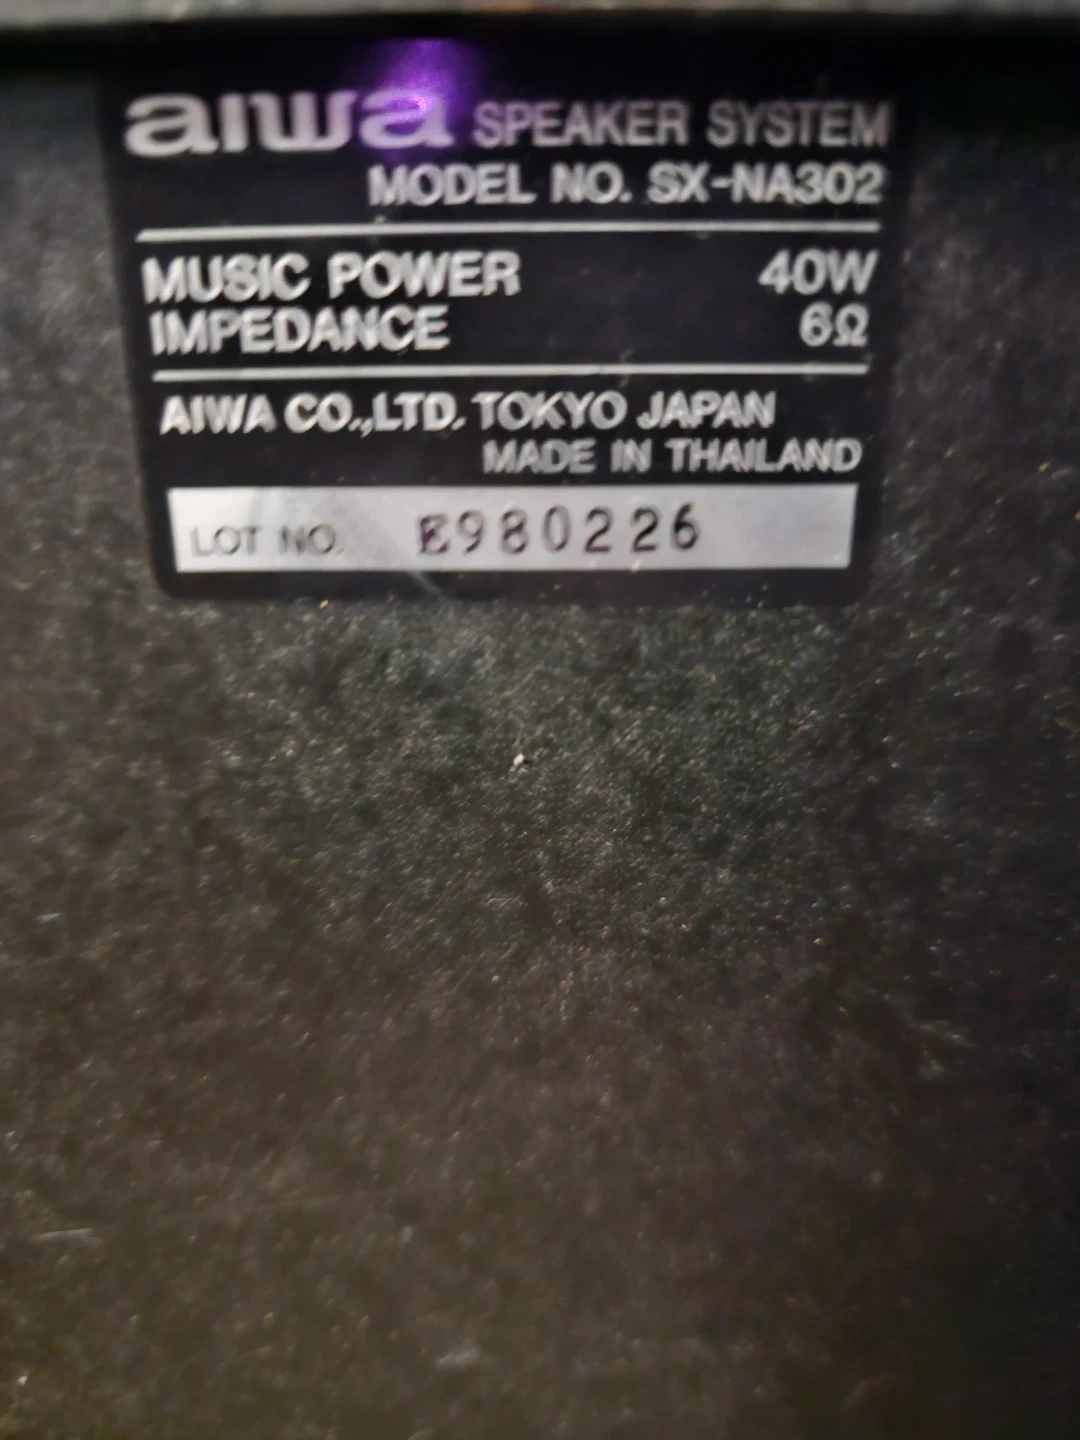 aiwa SPEAKER SYSTEM
MODEL NO. SX-NA302
MUSIC POWER 40W
IMPEDANCE 6Ω
AIWA CO.,LTD. TOKYO JAPAN
MADE IN THAILAND
LOT NO. E980226